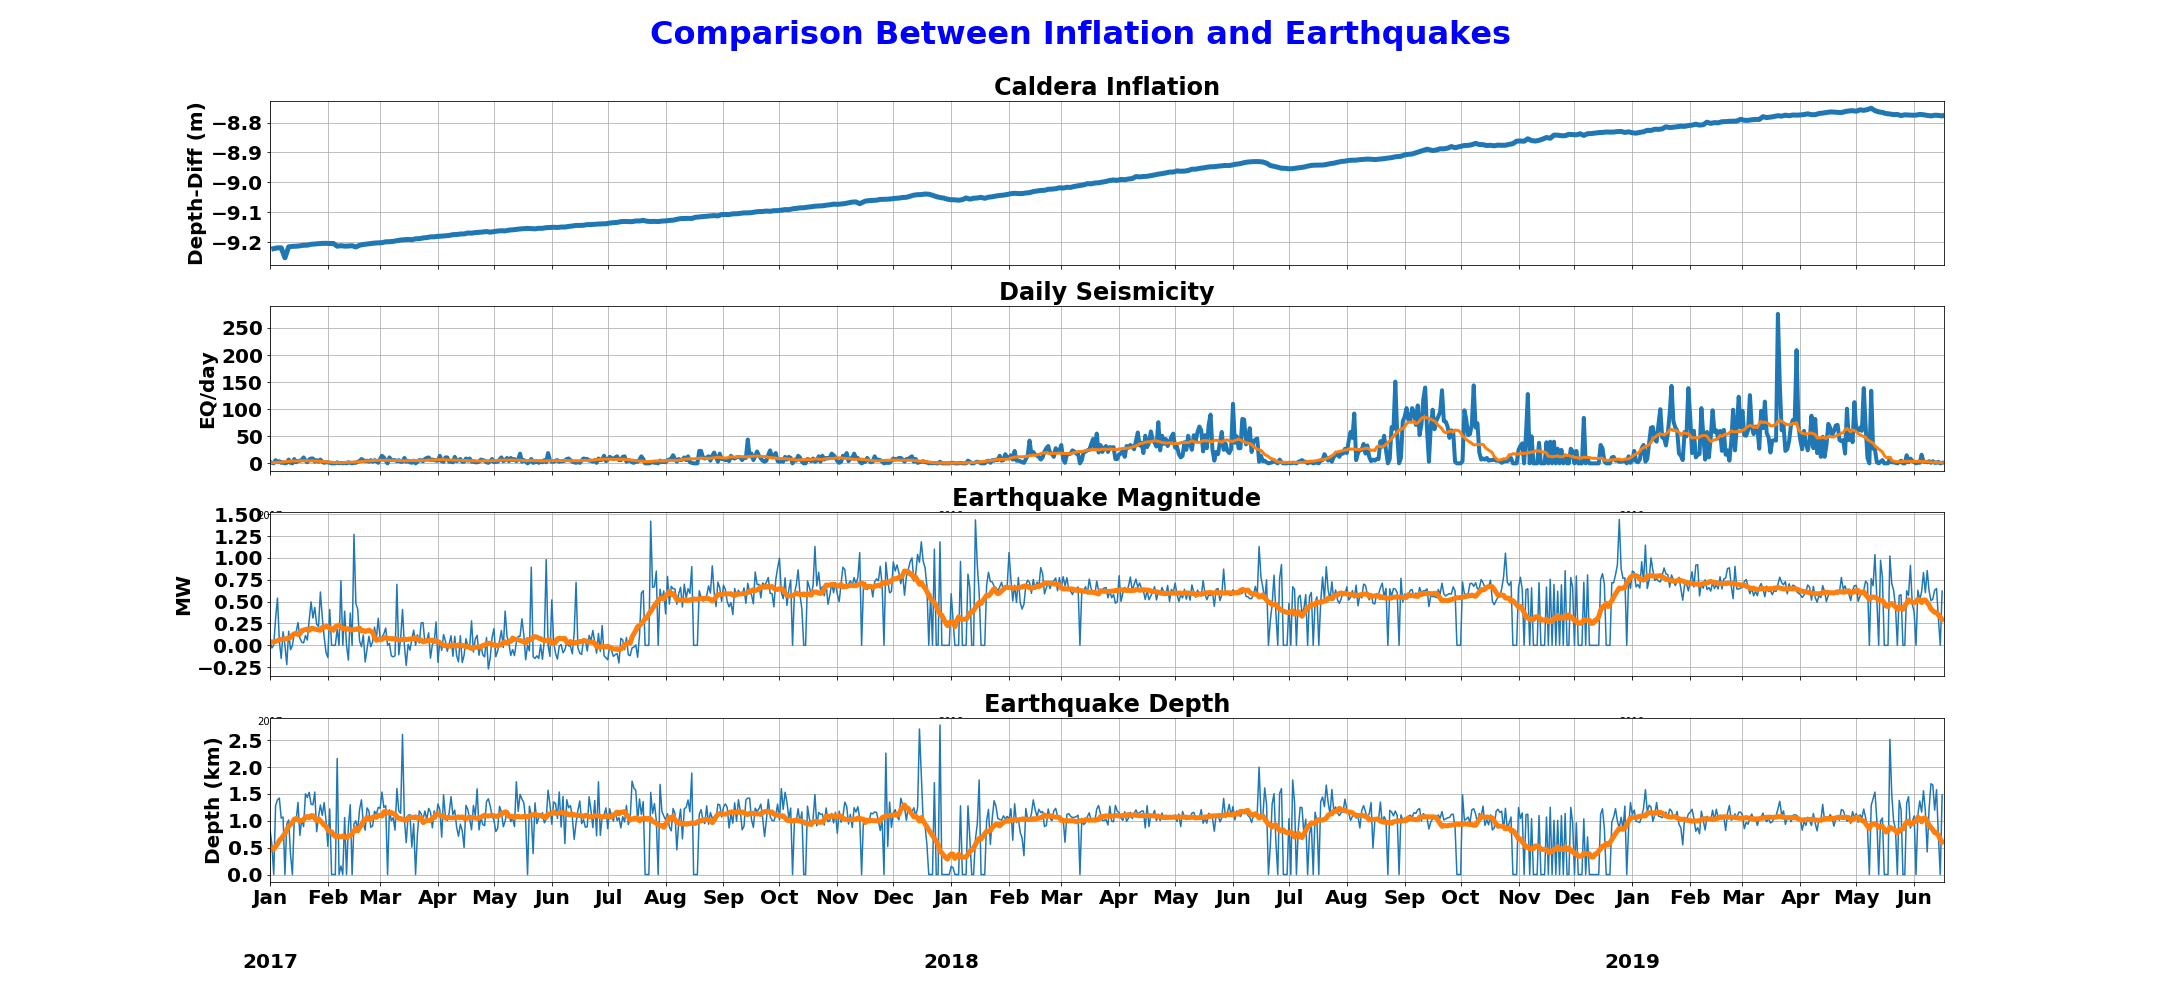 Comparison Between Inflation and Earthquakes
Caldera Inflation
Depth-Diff (m)
−8.8
−8.9
−9.0
−9.1
−9.2
Daily Seismicity
EQ/day
250
200
150
100
50
0
Earthquake Magnitude
MW
1.50
1.25
1.00
0.75
0.50
0.25
0.00
−0.25
Earthquake Depth
Depth (km)
2.5
2.0
1.5
1.0
0.5
0.0
Jan Feb Mar Apr May Jun Jul Aug Sep Oct Nov Dec Jan Feb Mar Apr May Jun Jul Aug Sep Oct Nov Dec Jan Feb Mar Apr May Jun
2017 2018 2019